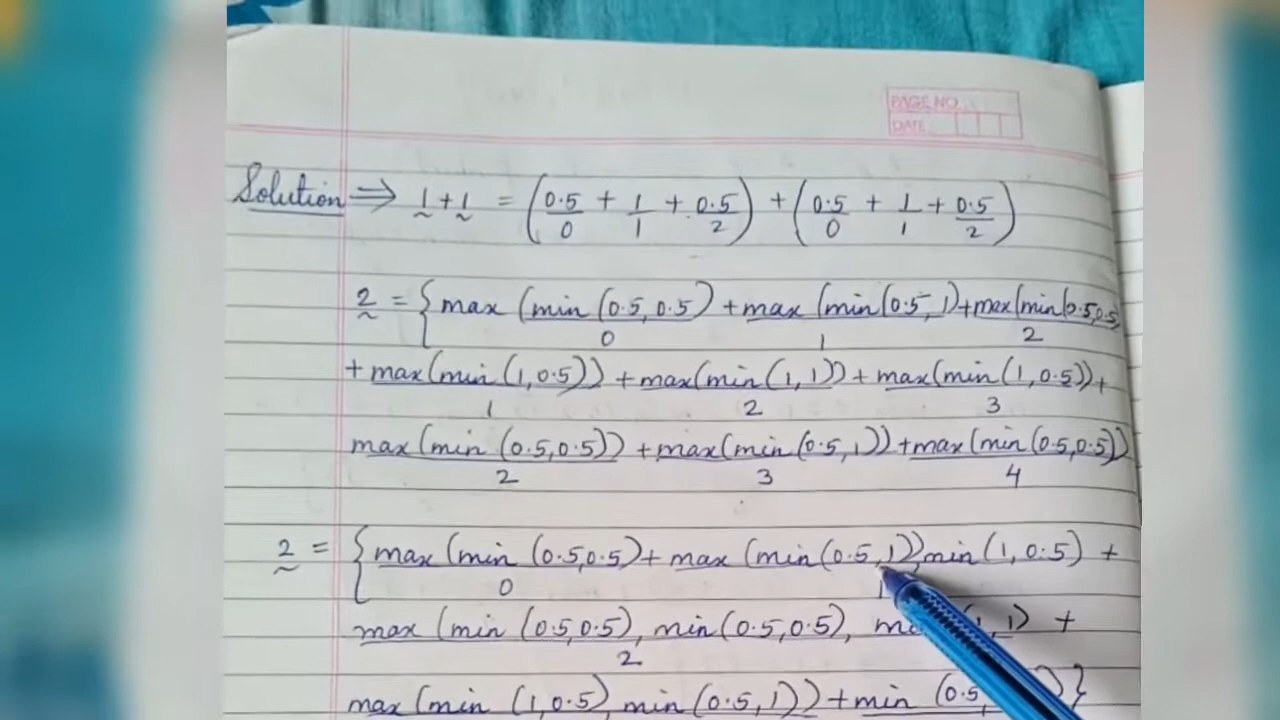 PAGE NO.
DATE
Solution ⇒ 1 + 1 = (0.5/0 + 1/1 + 0.5/2) + (0.5/0 + 1/1 + 0.5/2)
2 = { max (min (0.5, 0.5) + max (min (0.5, 1) + max (min (0.5, 0.5)
0 1 2
+ max (min (1, 0.5)) + max (min (1, 1)) + max (min (1, 0.5)) +
1 2 3
max (min (0.5, 0.5)) + max (min (0.5, 1)) + max (min (0.5, 0.5))
2 3 4
2 = { max (min (0.5, 0.5) + max (min (0.5, 1)) min (1, 0.5) +
0 1
max (min (0.5, 0.5), min (0.5, 0.5), 1) +
2
max (min (1, 0.5) min (0.5, 1)) + min (0.5, ) }